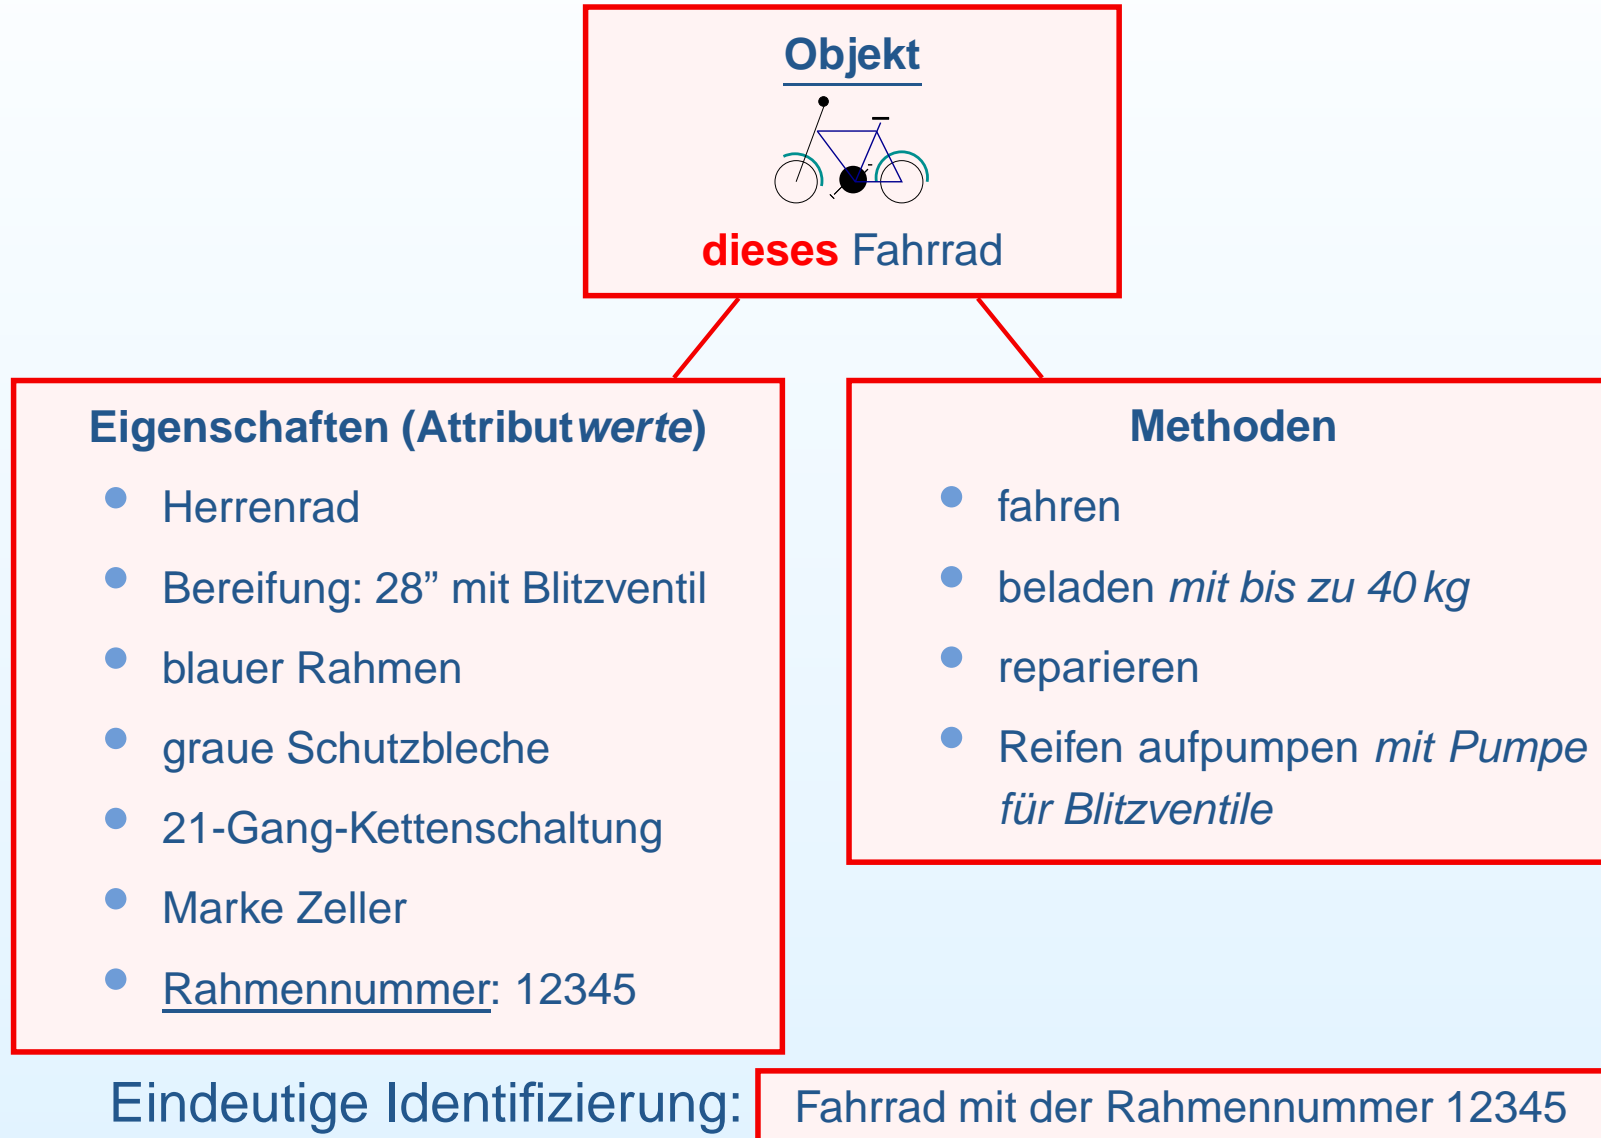 Objekt
dieses Fahrrad
Eigenschaften (Attributwerte)
Herrenrad
Bereifung: 28” mit Blitzventil
blauer Rahmen
graue Schutzbleche
21-Gang-Kettenschaltung
Marke Zeller
Rahmennummer: 12345
Methoden
fahren
beladen mit bis zu 40 kg
reparieren
Reifen aufpumpen mit Pumpe
für Blitzventile
Eindeutige Identifizierung: Fahrrad mit der Rahmennummer 12345